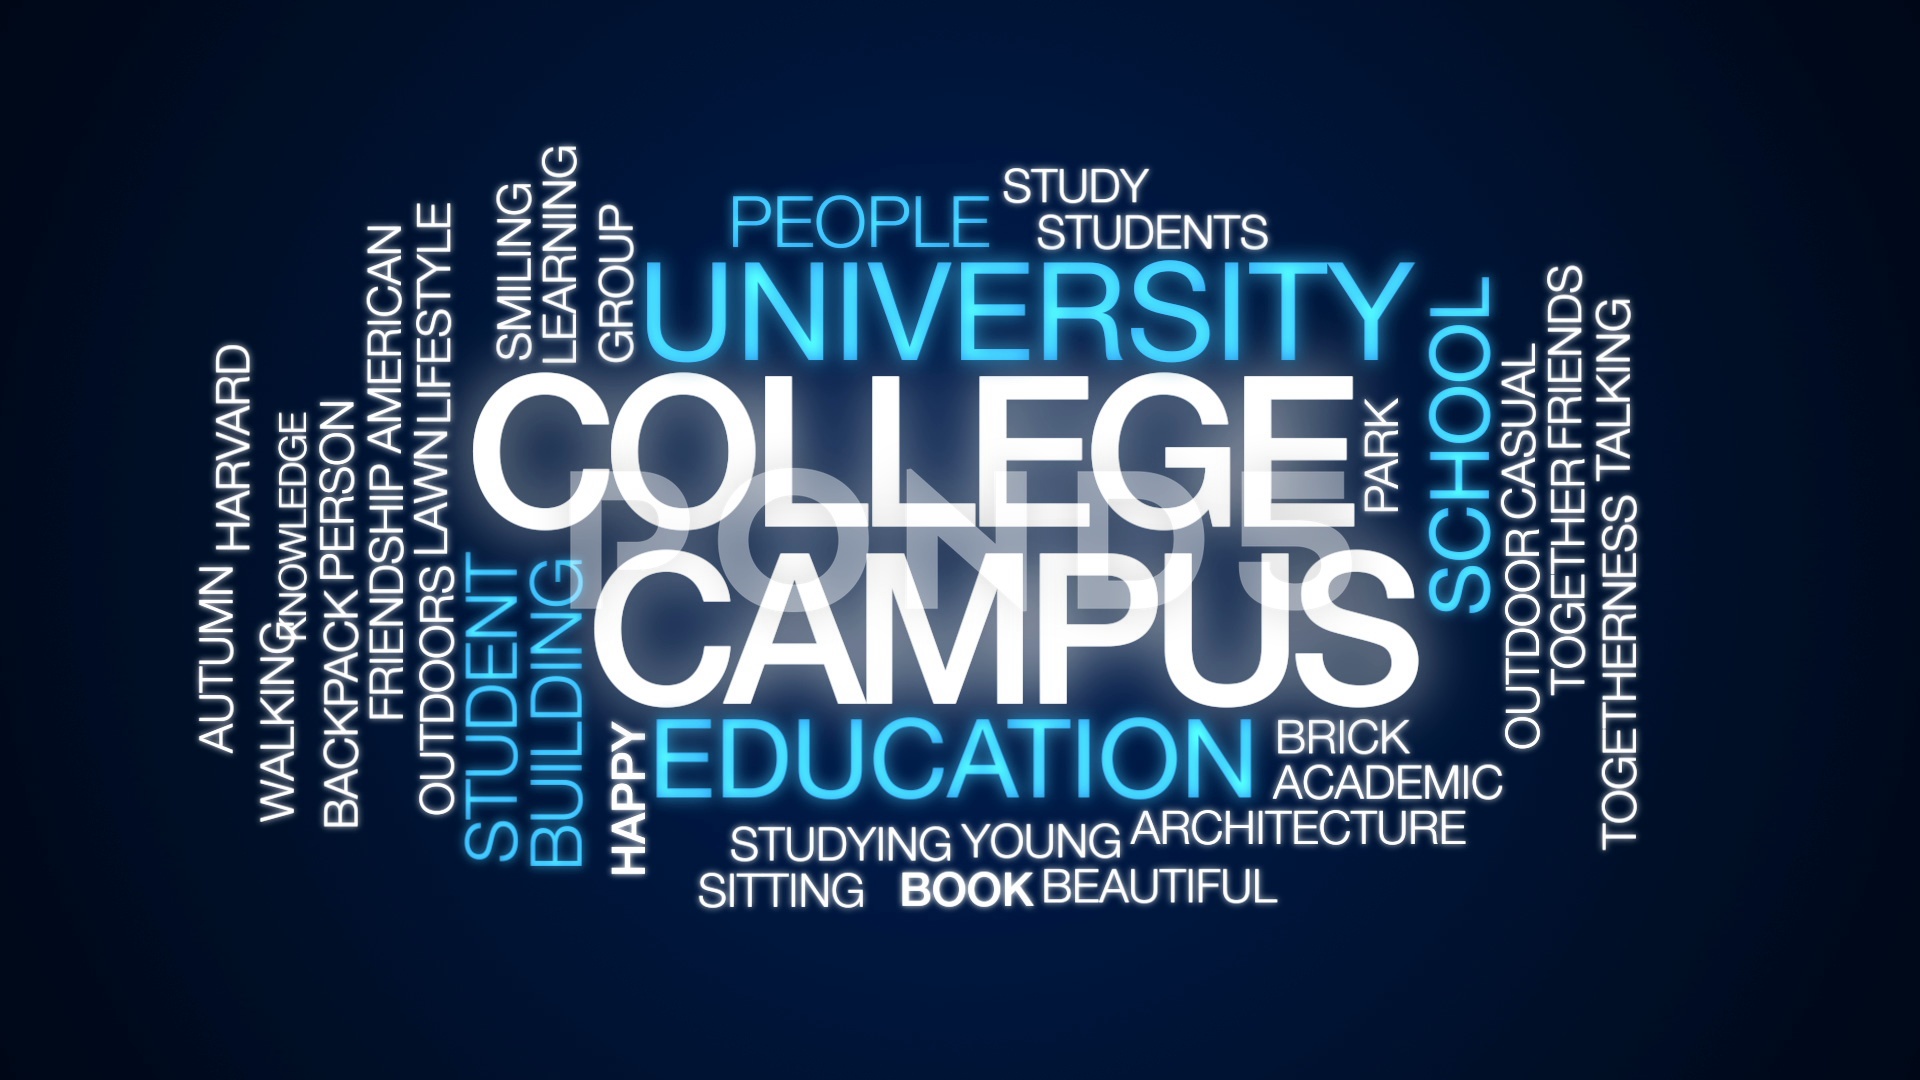 AUTUMN
HARVARD
WALKING
KNOWLEDGE
BACKPACK
PERSON
FRIENDSHIP
AMERICAN
OUTDOORS
LAWN
LIFESTYLE
SMILING
LEARNING
GROUP
PEOPLE
STUDY
STUDENTS
UNIVERSITY
COLLEGE
POND5
CAMPUS
PARK
SCHOOL
STUDENT
BUILDING
HAPPY
EDUCATION
BRICK
ACADEMIC
ARCHITECTURE
STUDYING
YOUNG
SITTING
BOOK
BEAUTIFUL
OUTDOOR
CASUAL
TOGETHER
FRIENDS
TOGETHERNESS
TALKING